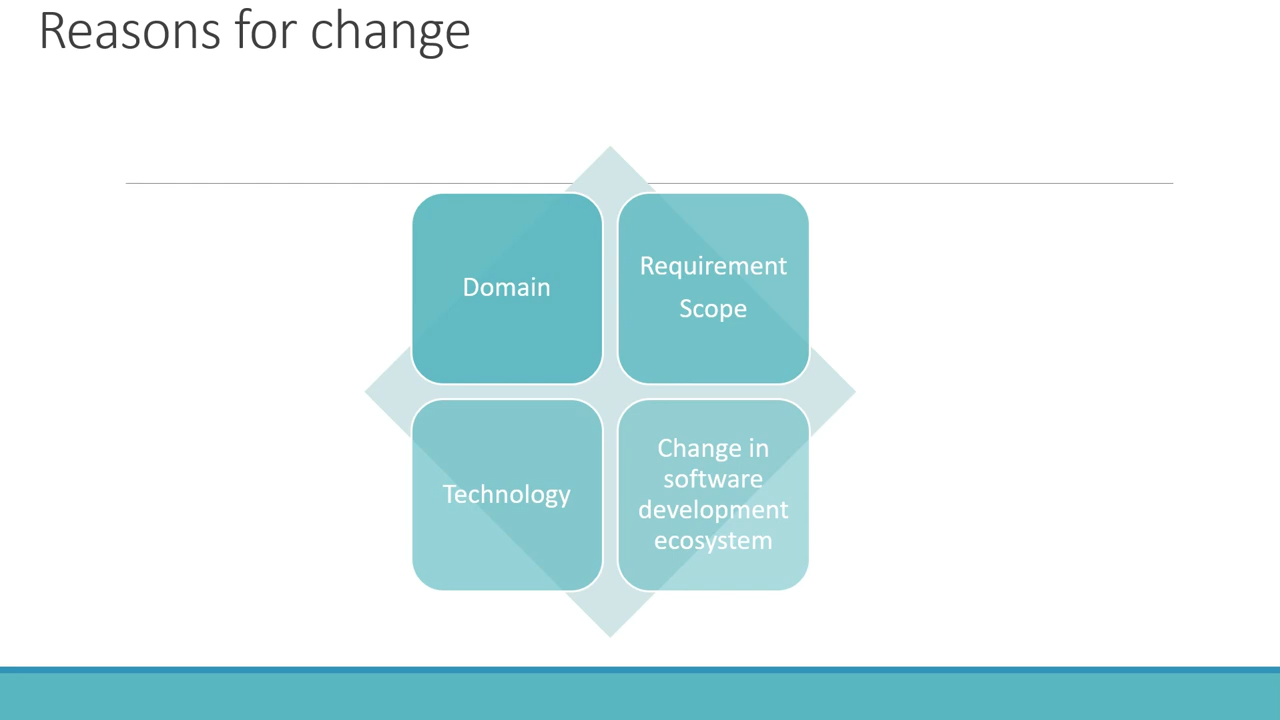 Reasons for change
Domain
Requirement
Scope
Technology
Change in
software
development
ecosystem